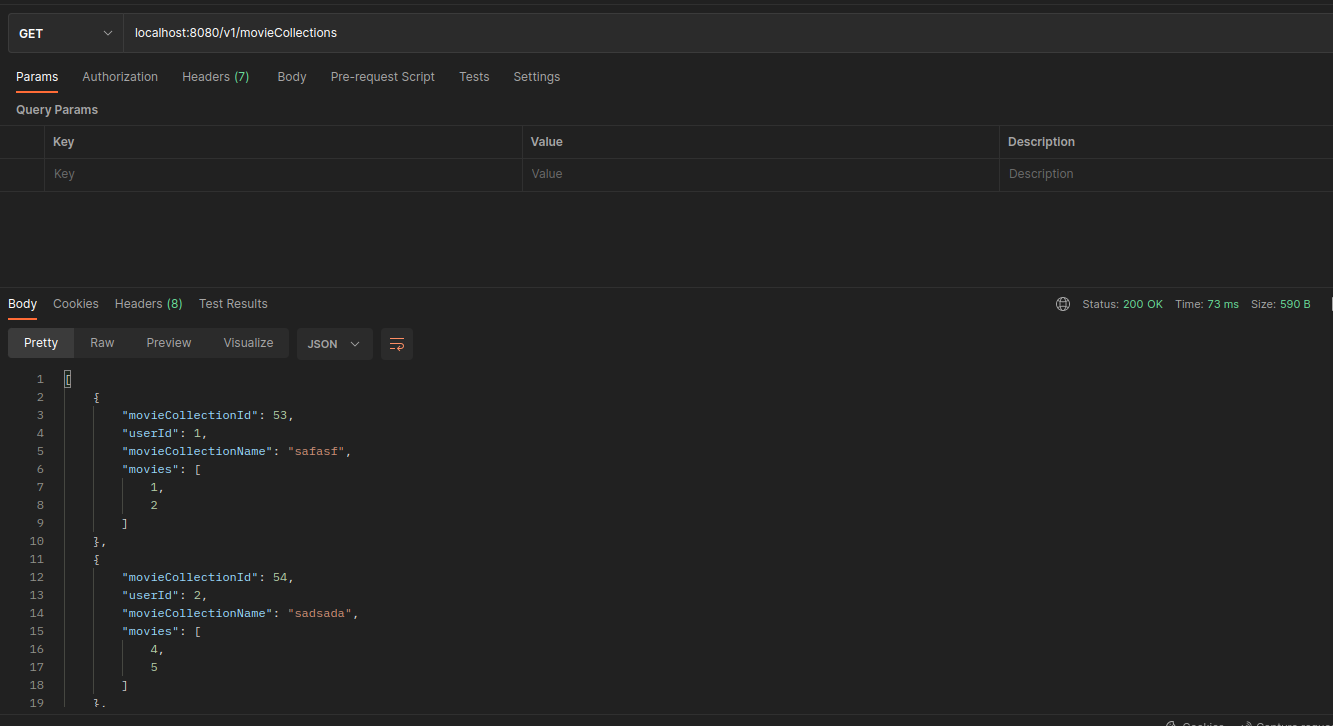 GET localhost:8080/v1/movieCollections
Params Authorization Headers (7) Body Pre-request Script Tests Settings
Query Params
Key Value Description
Key Value Description
Body Cookies Headers (8) Test Results Status: 200 OK Time: 73 ms Size: 590 B
Pretty Raw Preview Visualize JSON
1 [
2 {
3 "movieCollectionId": 53,
4 "userId": 1,
5 "movieCollectionName": "safasf",
6 "movies": [
7 1,
8 2
9 ]
10 },
11 {
12 "movieCollectionId": 54,
13 "userId": 2,
14 "movieCollectionName": "sadsada",
15 "movies": [
16 4,
17 5
18 ]
19 },
Cookies Capture